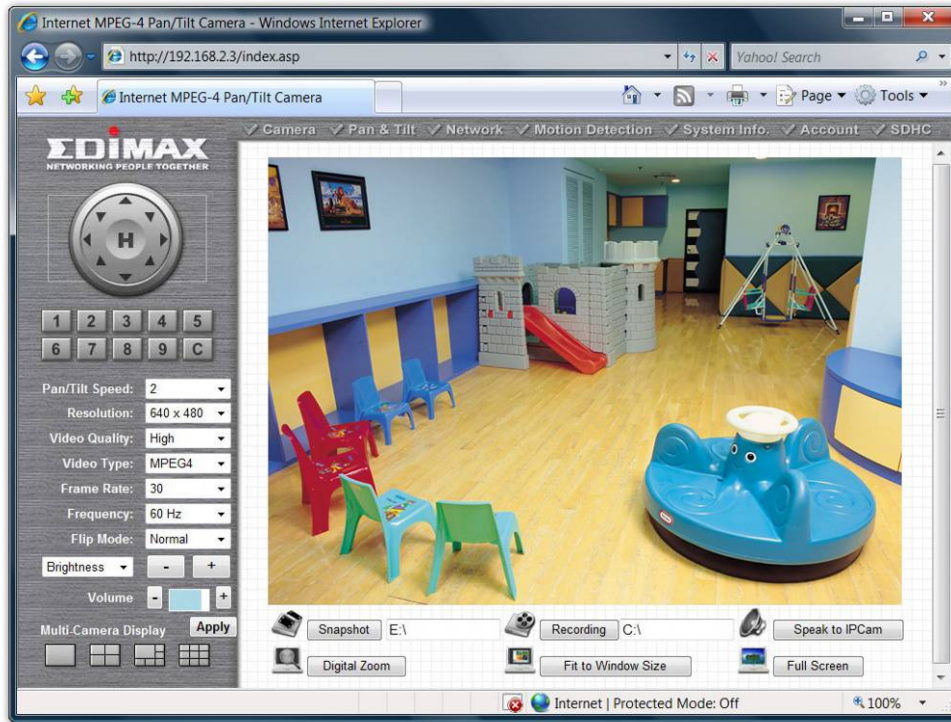 Internet MPEG-4 Pan/Tilt Camera - Windows Internet Explorer
http://192.168.2.3/index.asp
Yahoo! Search
Internet MPEG-4 Pan/Tilt Camera
Page
Tools
EDIMAX
NETWORKING PEOPLE TOGETHER
Camera Pan & Tilt Network Motion Detection System Info. Account SDHC
H
1 2 3 4 5
6 7 8 9 C
Pan/Tilt Speed: 2
Resolution: 640 x 480
Video Quality: High
Video Type: MPEG4
Frame Rate: 30
Frequency: 60 Hz
Flip Mode: Normal
Brightness - +
Volume - +
Multi-Camera Display Apply
Snapshot E:\ Recording C:\ Speak to IPCam
Digital Zoom Fit to Window Size Full Screen
Internet | Protected Mode: Off 100%